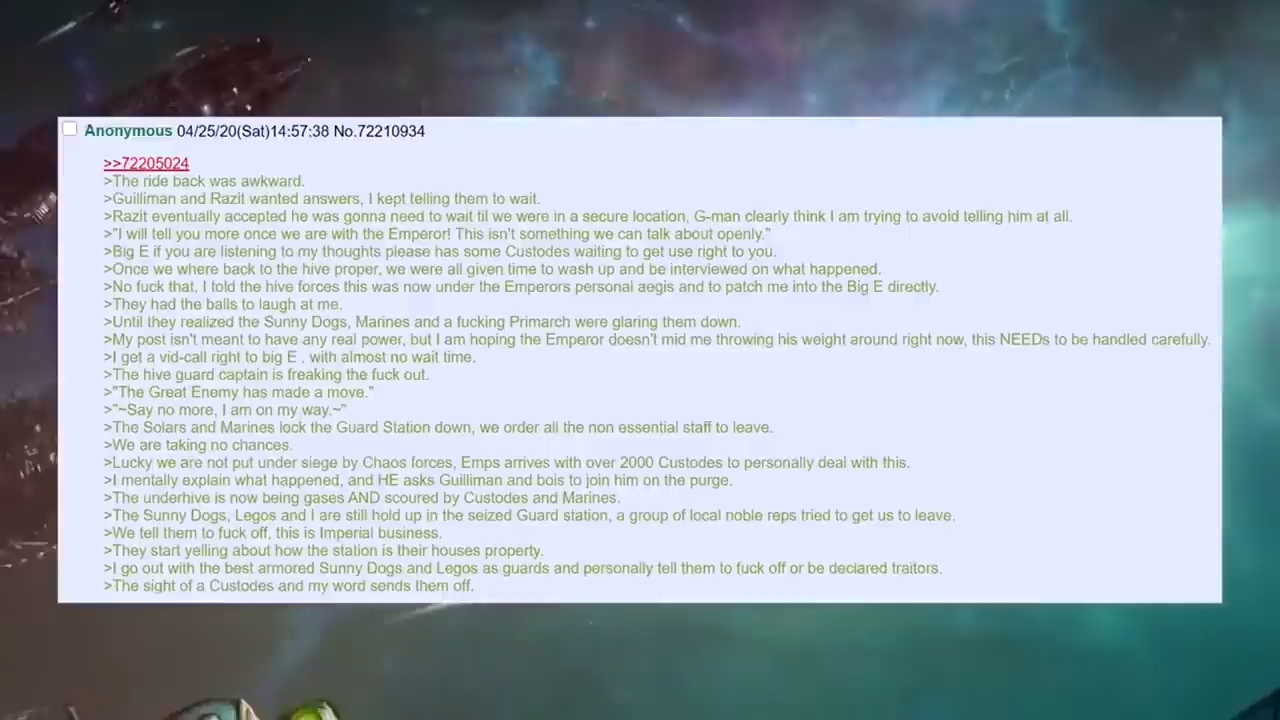 Anonymous 04/25/20(Sat)14:57:38 No.72210934
>>72205024
>The ride back was awkward.
>Guilliman and Razit wanted answers, I kept telling them to wait.
>Razit eventually accepted he was gonna need to wait til we were in a secure location, G-man clearly think I am trying to avoid telling him at all.
>"I will tell you more once we are with the Emperor! This isn't something we can talk about openly."
>Big E if you are listening to my thoughts please has some Custodes waiting to get use right to you.
>Once we where back to the hive proper, we were all given time to wash up and be interviewed on what happened.
>No fuck that, I told the hive forces this was now under the Emperors personal aegis and to patch me into the Big E directly.
>They had the balls to laugh at me.
>Until they realized the Sunny Dogs, Marines and a fucking Primarch were glaring them down.
>My post isn't meant to have any real power, but I am hoping the Emperor doesn't mid me throwing his weight around right now, this NEEDs to be handled carefully.
>I get a vid-call right to big E , with almost no wait time.
>The hive guard captain is freaking the fuck out.
>"The Great Enemy has made a move."
>"~Say no more, I am on my way.~"
>The Solars and Marines lock the Guard Station down, we order all the non essential staff to leave.
>We are taking no chances.
>Lucky we are not put under siege by Chaos forces, Emps arrives with over 2000 Custodes to personally deal with this.
>I mentally explain what happened, and HE asks Guilliman and bois to join him on the purge.
>The underhive is now being gases AND scoured by Custodes and Marines.
>The Sunny Dogs, Legos and I are still hold up in the seized Guard station, a group of local noble reps tried to get us to leave.
>We tell them to fuck off, this is Imperial business.
>They start yelling about how the station is their houses property.
>I go out with the best armored Sunny Dogs and Legos as guards and personally tell them to fuck off or be declared traitors.
>The sight of a Custodes and my word sends them off.